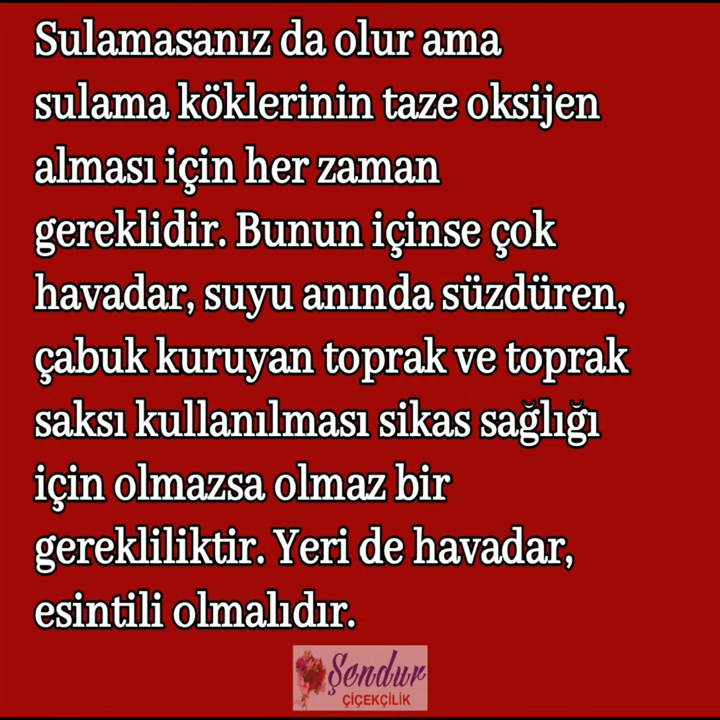 Sulamasanız da olur ama
sulama köklerinin taze oksijen
alması için her zaman
gereklidir. Bunun içinse çok
havadar, suyu anında süzdüren,
çabuk kuruyan toprak ve toprak
saksı kullanılması sikas sağlığı
için olmazsa olmaz bir
gerekliliktir. Yeri de havadar,
esintili olmalıdır.
Şendur
ÇİÇEKÇİLİK